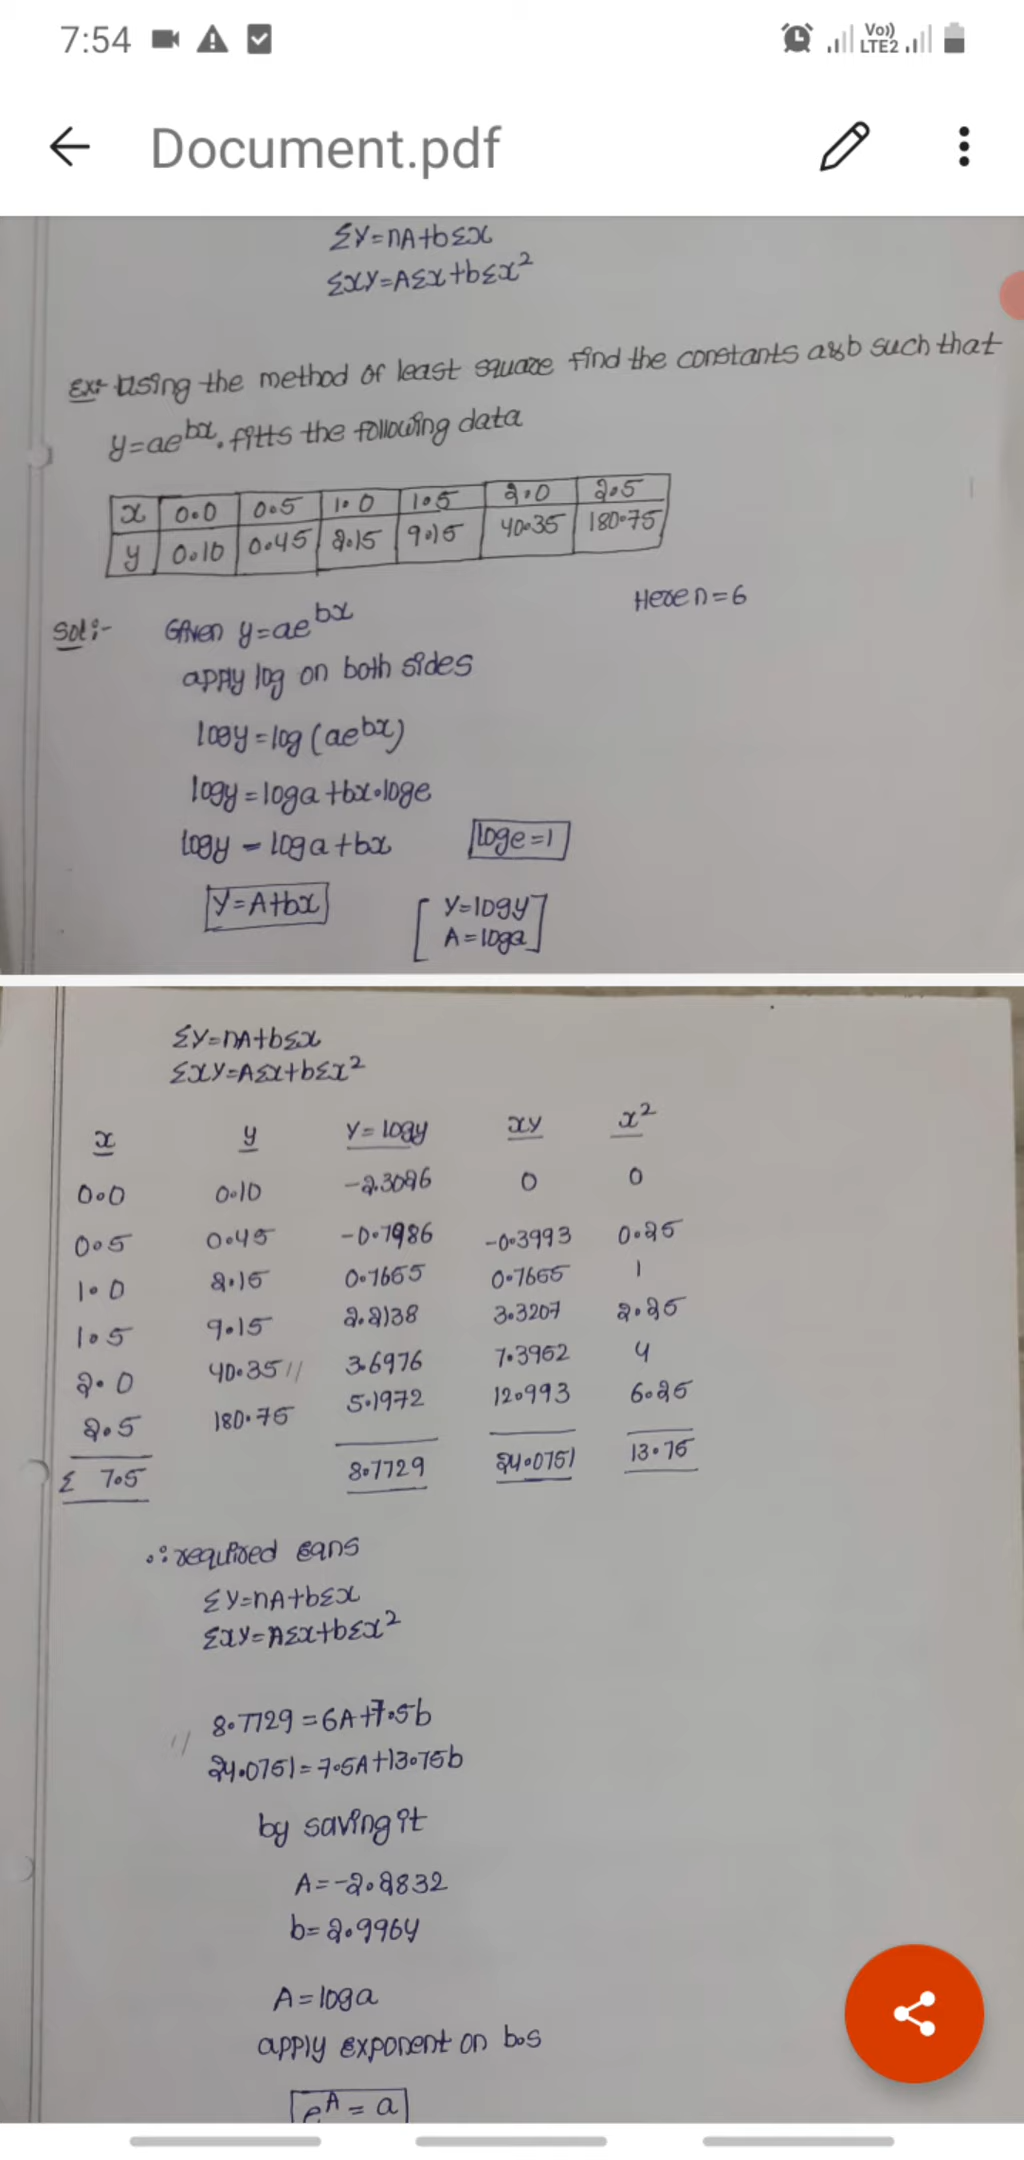 7:54 Vo)) LTE2
Document.pdf
ΣY=nA+bΣx
Σxy=AΣx+bΣx²
Ex:- Using the method of least square find the constants a&b such that
y=ae^bx. fitts the following data
x 0.0 0.5 1.0 1.5 2.0 2.5
y 0.10 0.45 2.15 9.15 40.35 180.75
Here n=6
Sol:- Given y=ae^bx
apply log on both sides
logy=log(ae^bx)
logy=loga+bx.loge
logy=loga+bx loge=1
Y=A+bx [Y=logy
A=loga]
ΣY=nA+bΣx
Σxy=AΣx+bΣx²
x y Y=logy xy x²
0.0 0.10 -2.3026 0 0
0.5 0.45 -0.7986 -0.3993 0.25
1.0 2.15 0.7655 0.7655 1
1.5 9.15 2.2138 3.3207 2.25
2.0 40.35 3.6976 7.3952 4
2.5 180.75 5.1972 12.993 6.25
Σ 7.5 8.7729 24.0751 13.75
∴ required eqns
ΣY=nA+bΣx
Σxy=AΣx+bΣx²
8.7729=6A+7.5b
24.0751=7.5A+13.75b
by saving it
A=-2.2832
b=2.9964
A=loga
apply exponent on b.s
e^A=a